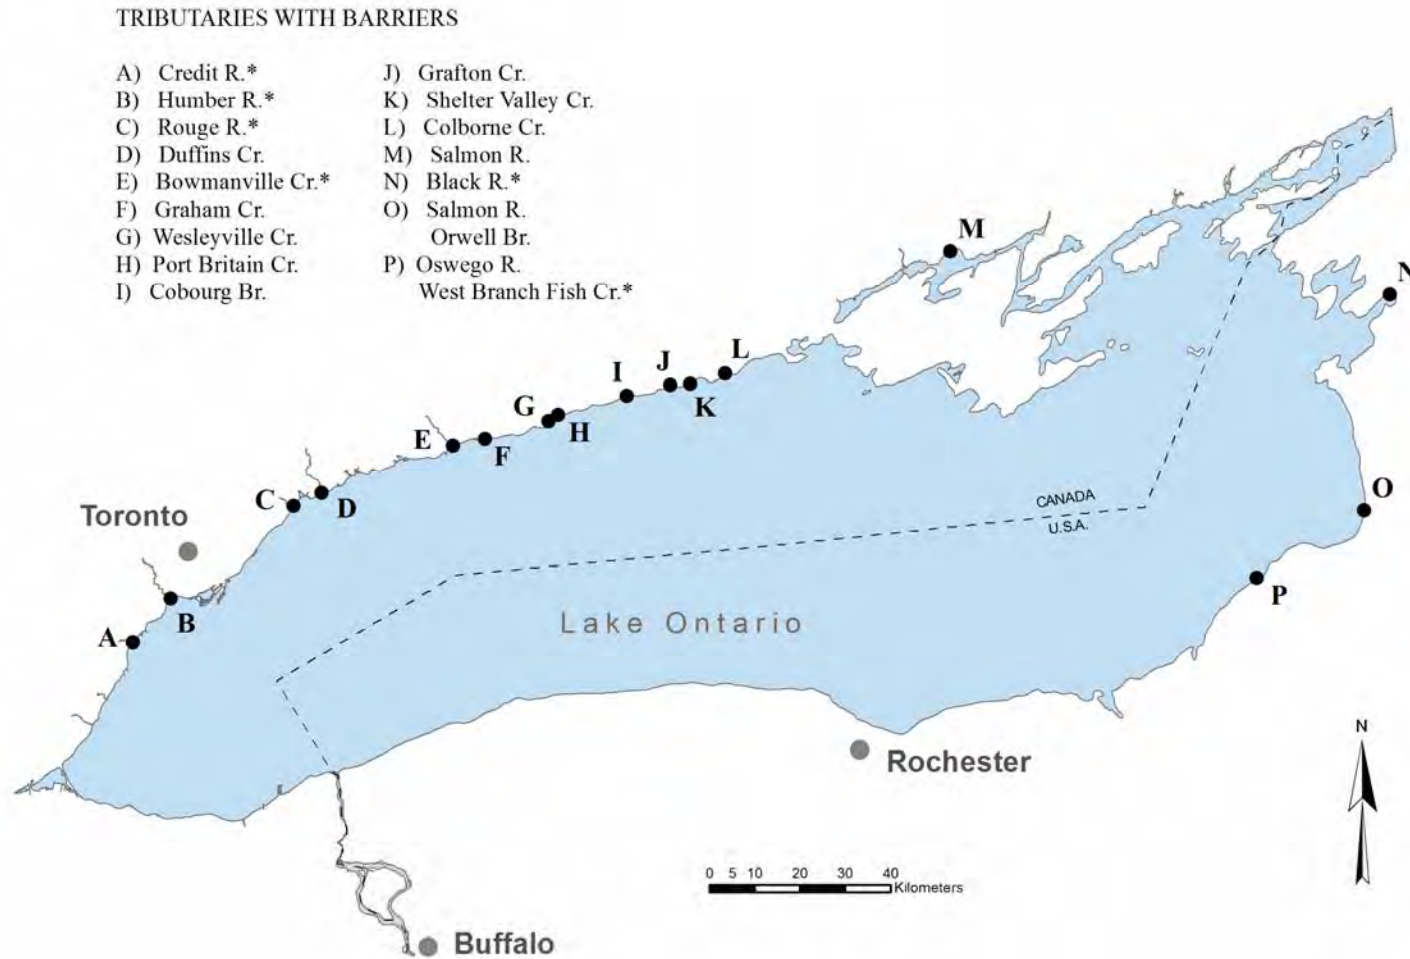 TRIBUTARIES WITH BARRIERS
A) Credit R.*
B) Humber R.*
C) Rouge R.*
D) Duffins Cr.
E) Bowmanville Cr.*
F) Graham Cr.
G) Wesleyville Cr.
H) Port Britain Cr.
I) Cobourg Br.
J) Grafton Cr.
K) Shelter Valley Cr.
L) Colborne Cr.
M) Salmon R.
N) Black R.*
O) Salmon R.
Orwell Br.
P) Oswego R.
West Branch Fish Cr.*
M
N
L
J
I
K
G
H
E
F
C
D
O
CANADA
U.S.A.
Toronto
P
B
A
Lake Ontario
N
Rochester
0 5 10 20 30 40
Kilometers
Buffalo